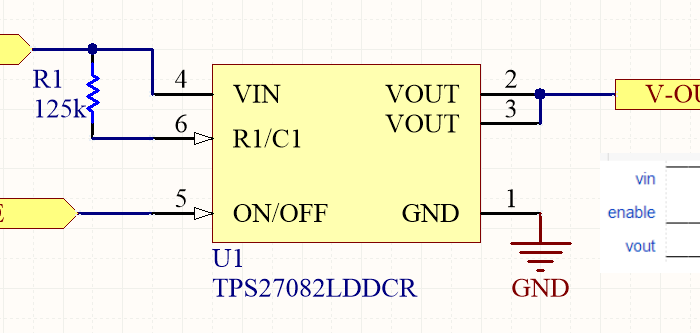 R1
125k
4
VIN
VOUT
2
VOUT
3
6
R1/C1
V-OU
vin
enable
vout
E
5
ON/OFF
GND
1
U1
TPS27082LDDCR
GND